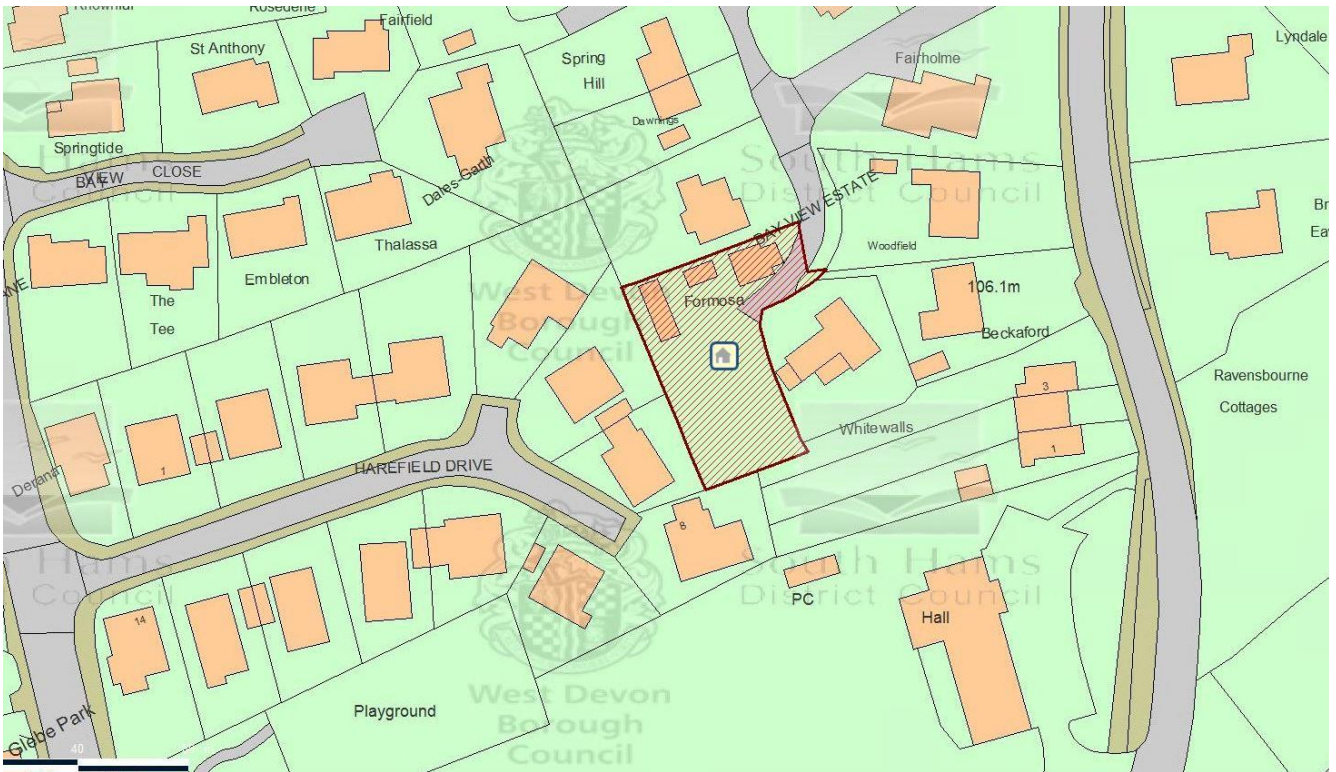 Rosedene
Fairfield
St Anthony
Spring
Hill
Fairholme
Lyndale
Dawnings
Springtide
BAY VIEW CLOSE
Dales-Garth
South Hams
District Council
BAY VIEW ESTATE
Thalassa
Woodfield
Embleton
The
Tee
West Devon
Borough
Council
Formosa
106.1m
Beckaford
Ravensbourne
Cottages
3
Whitewalls
1
1
HAREFIELD DRIVE
8
South Hams
District Council
PC
Hall
14
West Devon
Borough
Council
Playground
Glebe Park
40